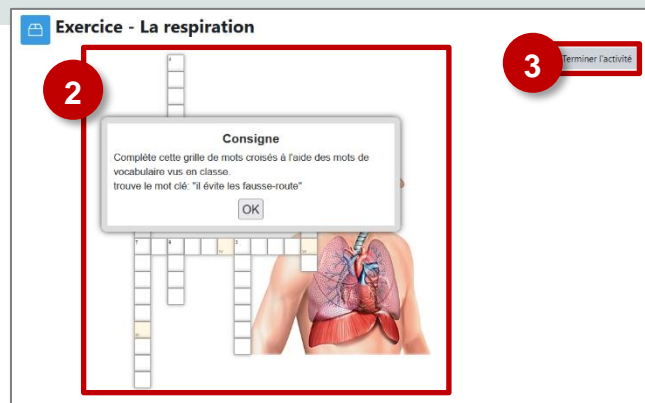 Exercice - La respiration
2
3
Terminer l'activité
Consigne
Complète cette grille de mots croisés à l'aide des mots de
vocabulaire vus en classe.
trouve le mot clé: "il évite les fausse-route"
OK